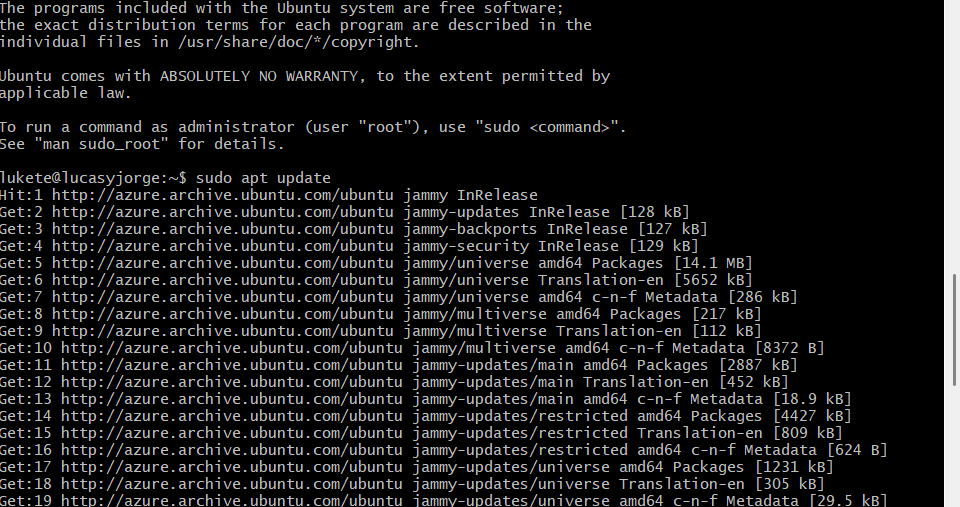 The programs included with the Ubuntu system are free software;
the exact distribution terms for each program are described in the
individual files in /usr/share/doc/*/copyright.
Ubuntu comes with ABSOLUTELY NO WARRANTY, to the extent permitted by
applicable law.
To run a command as administrator (user "root"), use "sudo <command>".
See "man sudo_root" for details.
lukete@lucasyjorge:~$ sudo apt update
Hit:1 http://azure.archive.ubuntu.com/ubuntu jammy InRelease
Get:2 http://azure.archive.ubuntu.com/ubuntu jammy-updates InRelease [128 kB]
Get:3 http://azure.archive.ubuntu.com/ubuntu jammy-backports InRelease [127 kB]
Get:4 http://azure.archive.ubuntu.com/ubuntu jammy-security InRelease [129 kB]
Get:5 http://azure.archive.ubuntu.com/ubuntu jammy/universe amd64 Packages [14.1 MB]
Get:6 http://azure.archive.ubuntu.com/ubuntu jammy/universe Translation-en [5652 kB]
Get:7 http://azure.archive.ubuntu.com/ubuntu jammy/universe amd64 c-n-f Metadata [286 kB]
Get:8 http://azure.archive.ubuntu.com/ubuntu jammy/multiverse amd64 Packages [217 kB]
Get:9 http://azure.archive.ubuntu.com/ubuntu jammy/multiverse Translation-en [112 kB]
Get:10 http://azure.archive.ubuntu.com/ubuntu jammy/multiverse amd64 c-n-f Metadata [8372 B]
Get:11 http://azure.archive.ubuntu.com/ubuntu jammy-updates/main amd64 Packages [2887 kB]
Get:12 http://azure.archive.ubuntu.com/ubuntu jammy-updates/main Translation-en [452 kB]
Get:13 http://azure.archive.ubuntu.com/ubuntu jammy-updates/main amd64 c-n-f Metadata [18.9 kB]
Get:14 http://azure.archive.ubuntu.com/ubuntu jammy-updates/restricted amd64 Packages [4427 kB]
Get:15 http://azure.archive.ubuntu.com/ubuntu jammy-updates/restricted Translation-en [809 kB]
Get:16 http://azure.archive.ubuntu.com/ubuntu jammy-updates/restricted amd64 c-n-f Metadata [624 B]
Get:17 http://azure.archive.ubuntu.com/ubuntu jammy-updates/universe amd64 Packages [1231 kB]
Get:18 http://azure.archive.ubuntu.com/ubuntu jammy-updates/universe Translation-en [305 kB]
Get:19 http://azure.archive.ubuntu.com/ubuntu jammy-updates/universe amd64 c-n-f Metadata [29.5 kB]